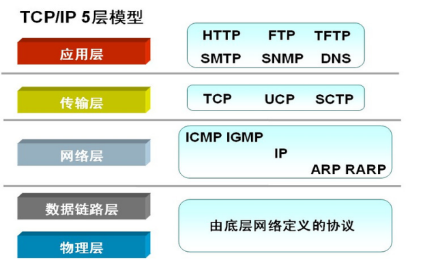 TCP/IP 5层模型
应用层
HTTP FTP TFTP
SMTP SNMP DNS
传输层
TCP UCP SCTP
网络层
ICMP IGMP
IP
ARP RARP
数据链路层
物理层
由底层网络定义的协议